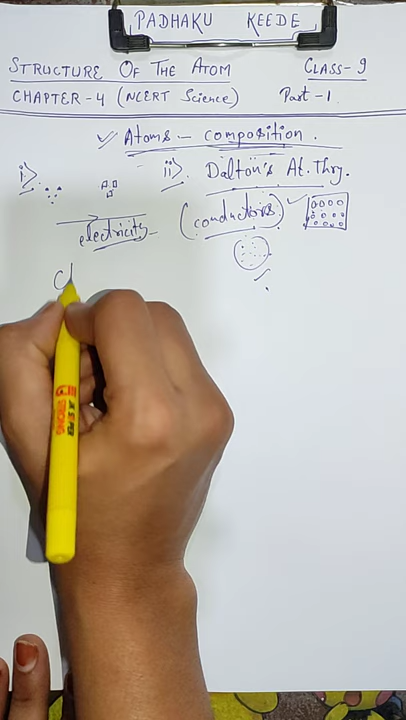 PADHAKU KEEDE
STRUCTURE OF THE ATOM CLASS-9
CHAPTER-4 (NCERT Science) Part-1
Atoms - composition.
i> ii>. Dalton's At. Thry.
(conductors)
electricity